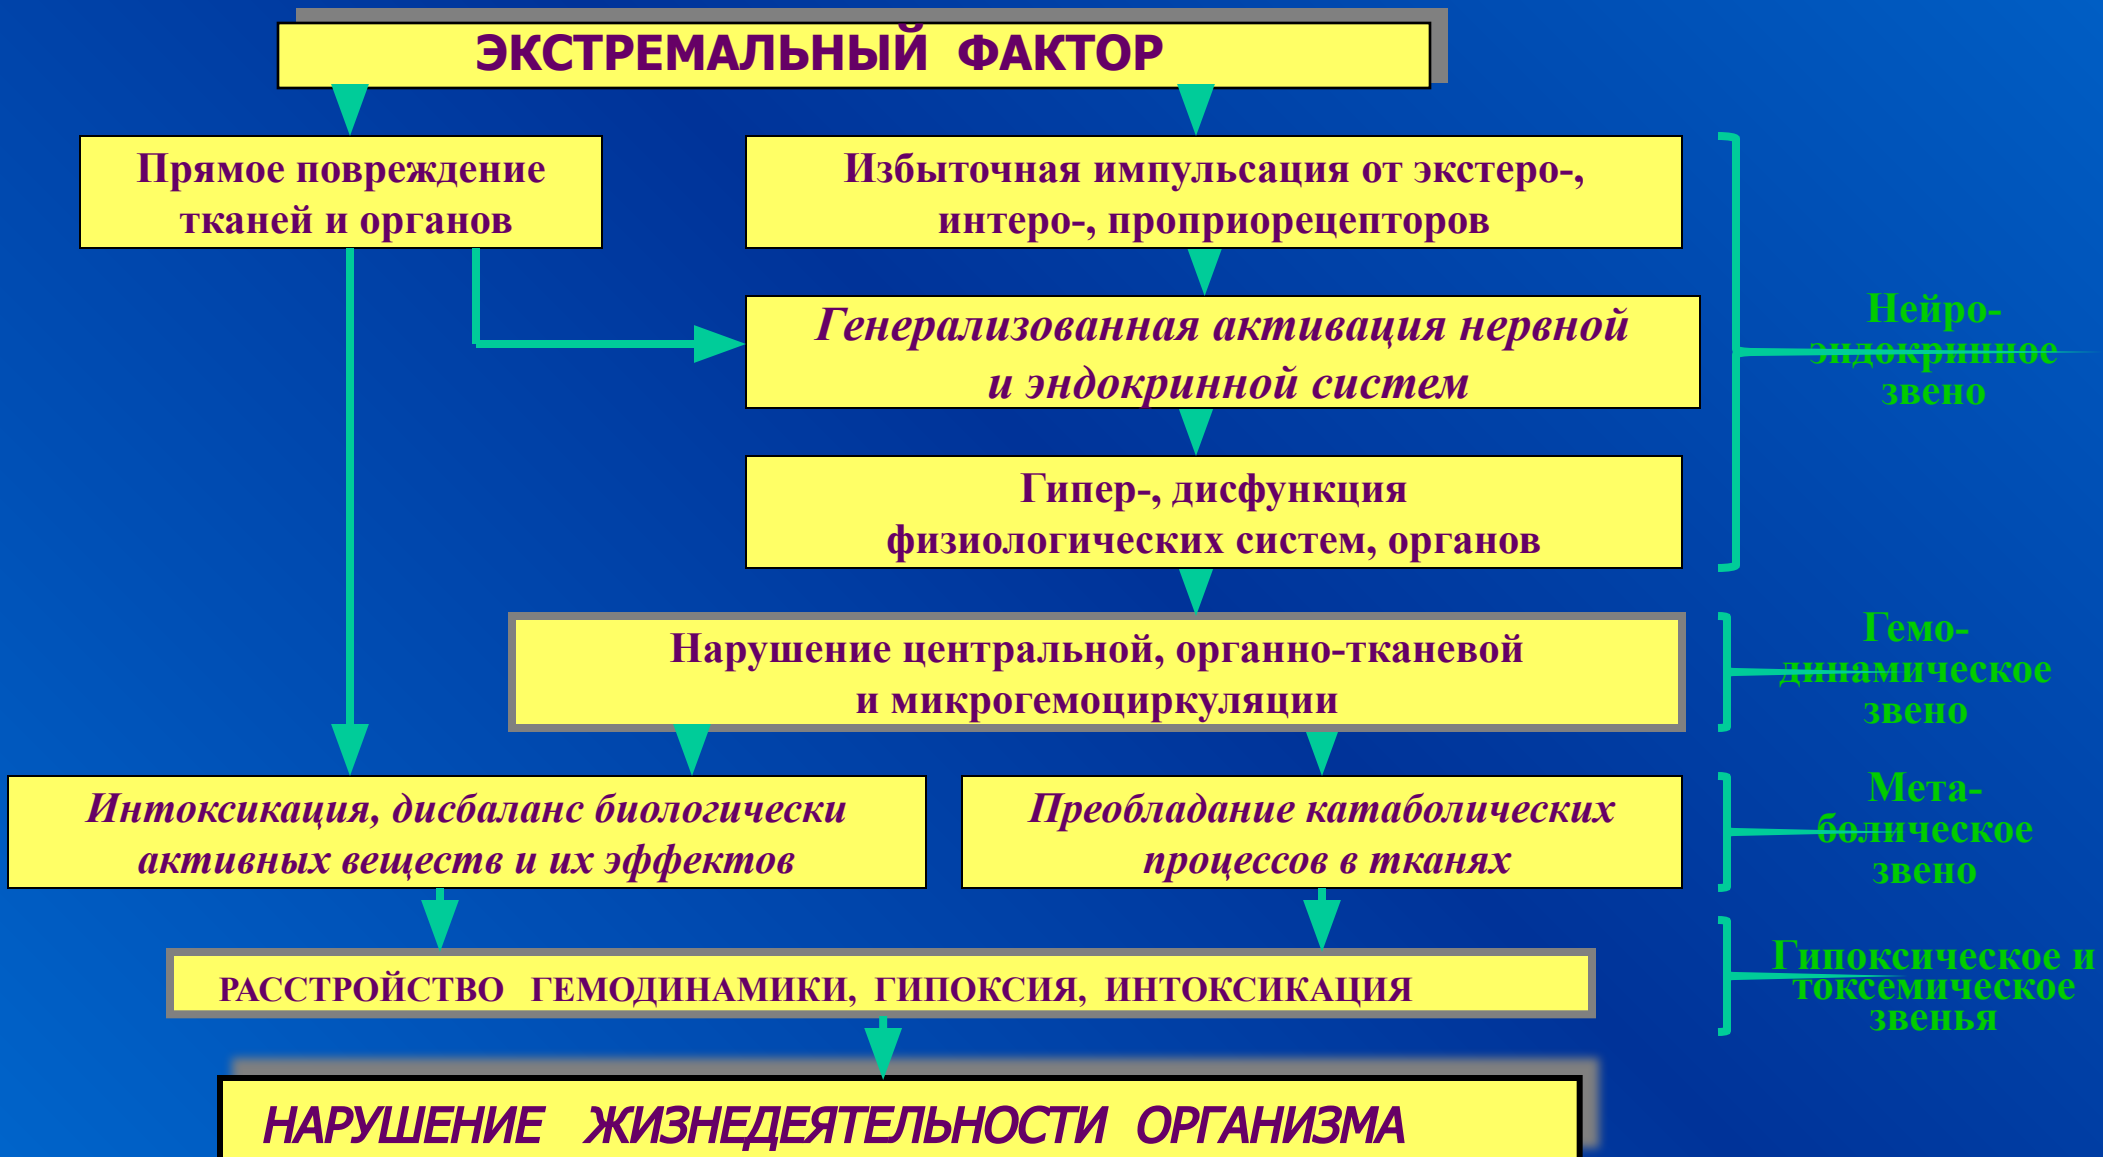 ЭКСТРЕМАЛЬНЫЙ ФАКТОР
Прямое повреждение
тканей и органов
Избыточная импульсация от экстеро-,
интеро-, проприорецепторов
Генерализованная активация нервной
и эндокринной систем
Гипер-, дисфункция
физиологических систем, органов
Нейро-
эндокринное
звено
Нарушение центральной, органно-тканевой
и микрогемоциркуляции
Гемо-
динамическое
звено
Интоксикация, дисбаланс биологически
активных веществ и их эффектов
Преобладание катаболических
процессов в тканях
Мета-
болическое
звено
РАССТРОЙСТВО ГЕМОДИНАМИКИ, ГИПОКСИЯ, ИНТОКСИКАЦИЯ
Гипоксическое и
токсемическое
звенья
НАРУШЕНИЕ ЖИЗНЕДЕЯТЕЛЬНОСТИ ОРГАНИЗМА